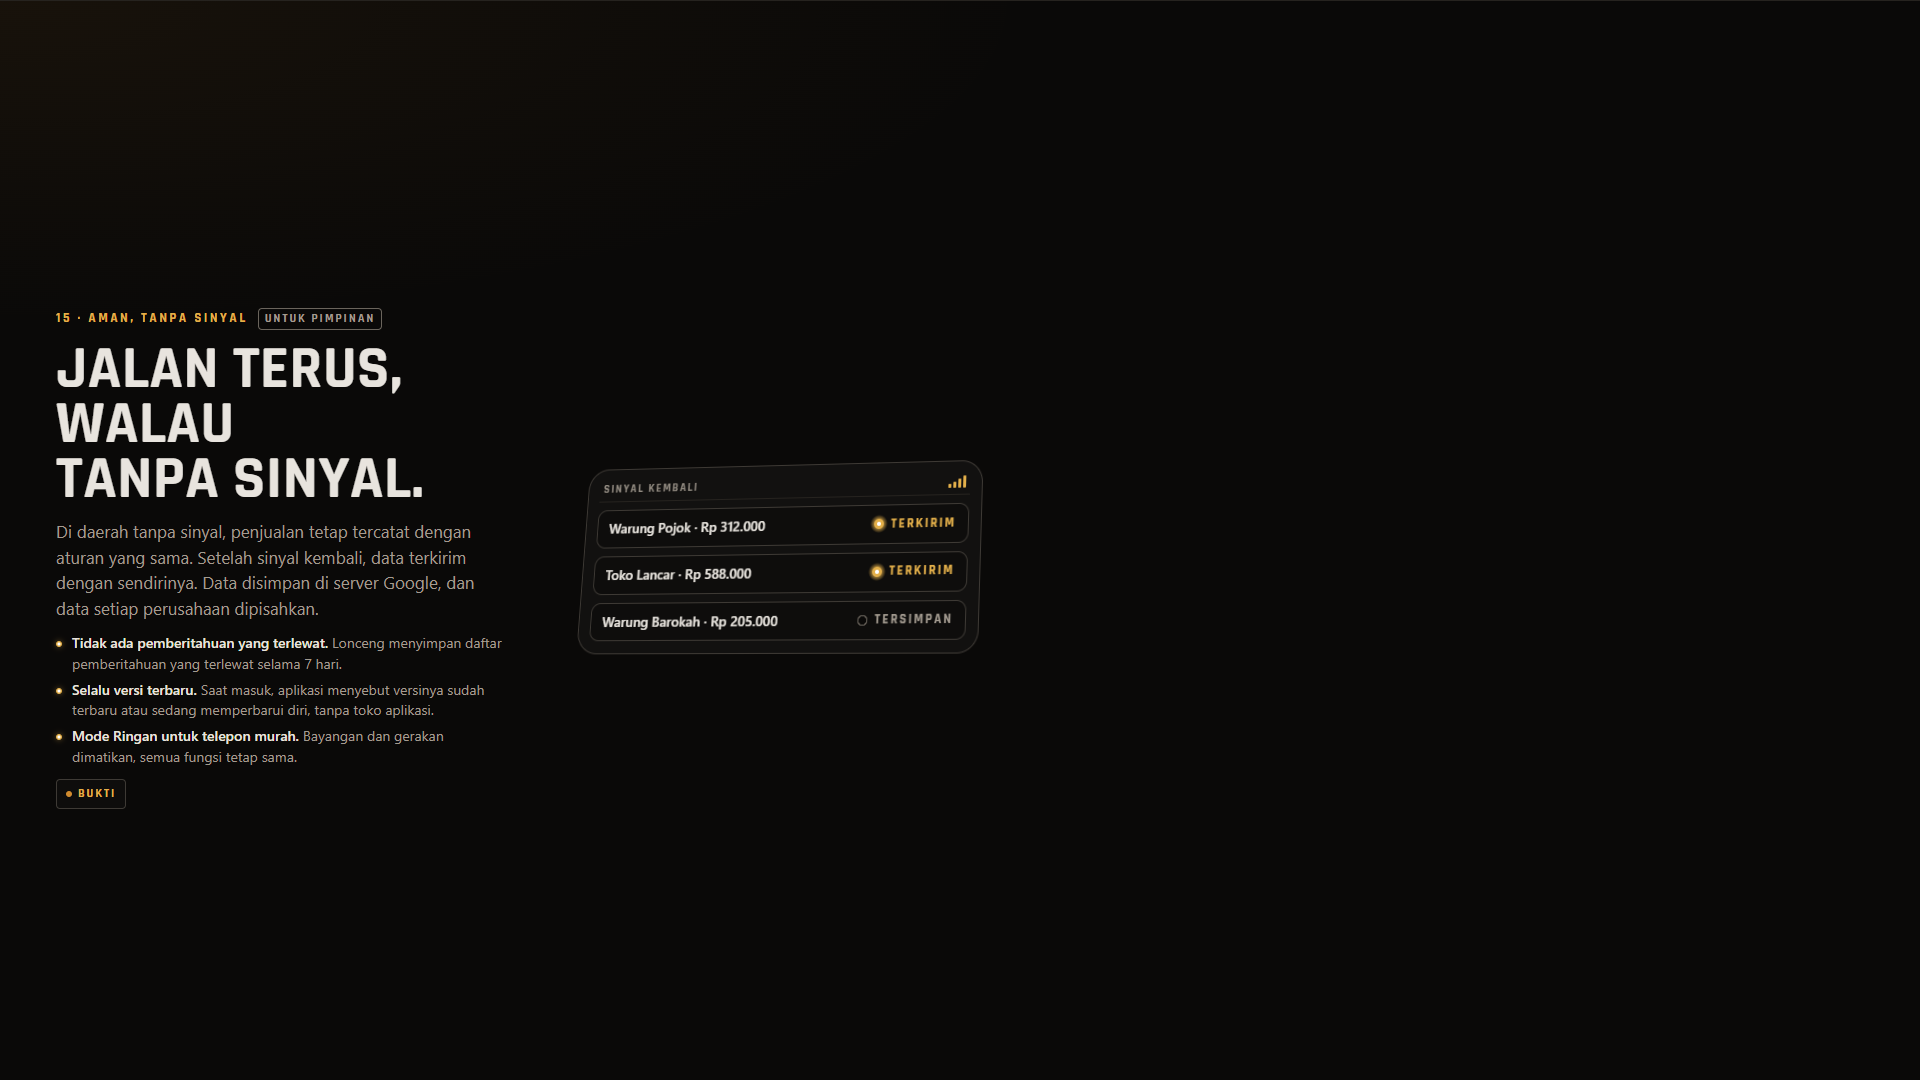 15 · AMAN, TANPA SINYAL
UNTUK PIMPINAN
JALAN TERUS,
WALAU
TANPA SINYAL.
Di daerah tanpa sinyal, penjualan tetap tercatat dengan
aturan yang sama. Setelah sinyal kembali, data terkirim
dengan sendirinya. Data disimpan di server Google, dan
data setiap perusahaan dipisahkan.
Tidak ada pemberitahuan yang terlewat. Lonceng menyimpan daftar
pemberitahuan yang terlewat selama 7 hari.
Selalu versi terbaru. Saat masuk, aplikasi menyebut versinya sudah
terbaru atau sedang memperbarui diri, tanpa toko aplikasi.
Mode Ringan untuk telepon murah. Bayangan dan gerakan
dimatikan, semua fungsi tetap sama.
BUKTI
SINYAL KEMBALI
Warung Pojok · Rp 312.000 TERKIRIM
Toko Lancar · Rp 588.000 TERKIRIM
Warung Barokah · Rp 205.000 TERSIMPAN